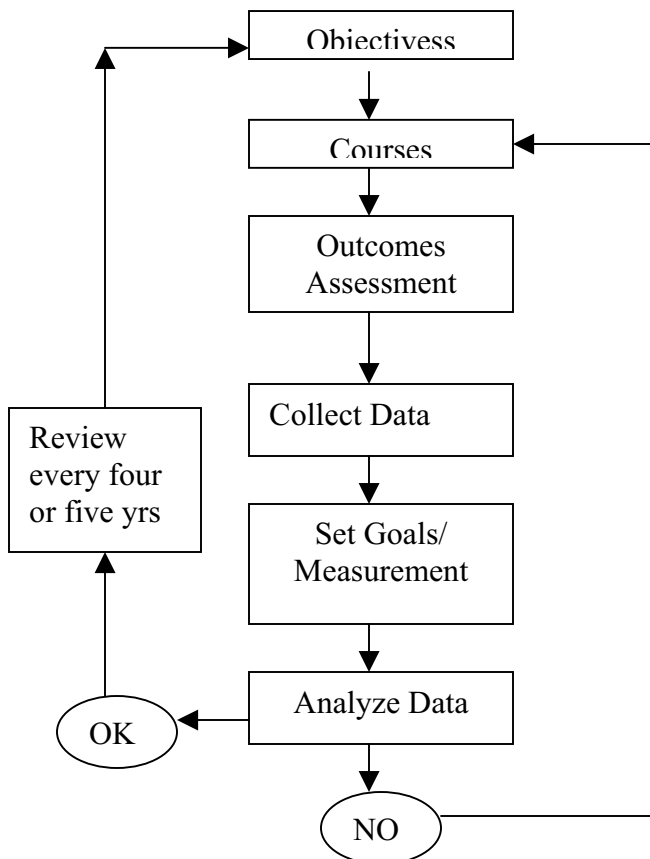 Objectivess
Courses
Outcomes
Assessment
Collect Data
Review
every four
or five yrs
Set Goals/
Measurement
Analyze Data
OK
NO